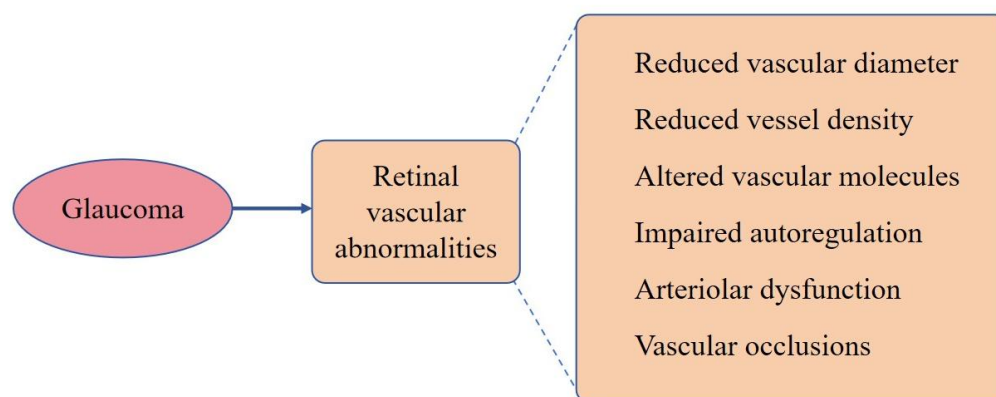 Glaucoma
Retinal
vascular
abnormalities
Reduced vascular diameter
Reduced vessel density
Altered vascular molecules
Impaired autoregulation
Arteriolar dysfunction
Vascular occlusions